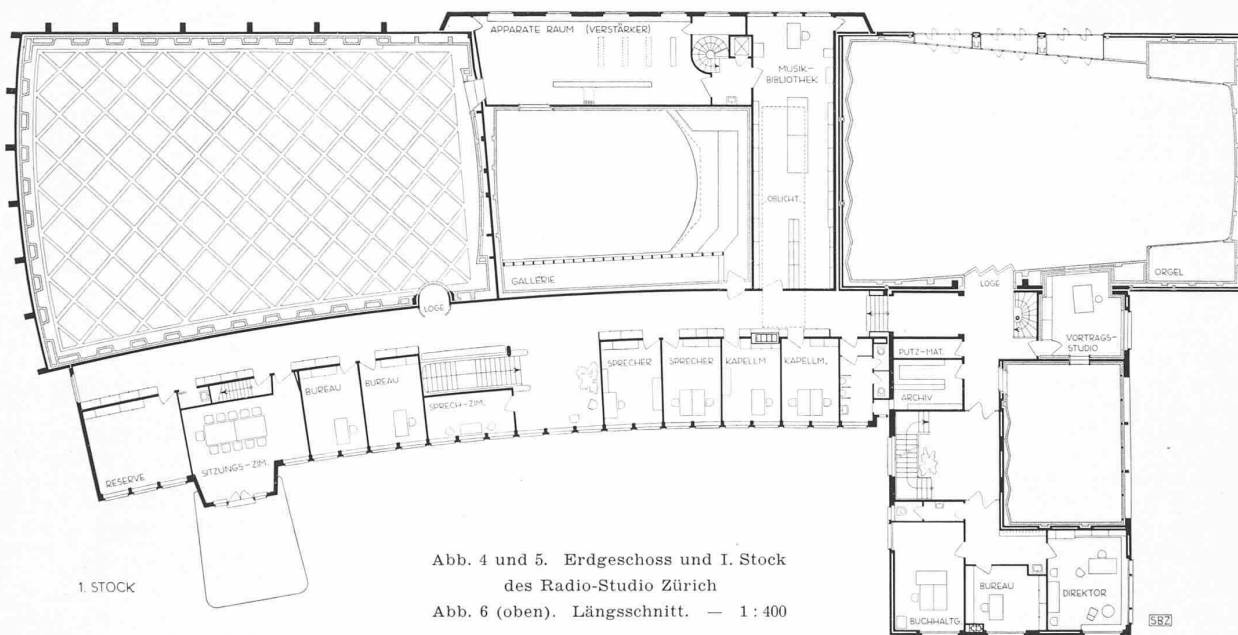 APPARATE RAUM (VERSTÄRKER)
MUSIK-
BIBLIOTHEK
OBLICHT.
GALLERIE
ORGEL
LOGE
LOGE
VORTRAGS-
STUDIO
PUTZ-MAT.
ARCHIV
SPRECHER
SPRECHER
KAPELLM.
KAPELLM.
BUREAU
BUREAU
SPRECH-ZIM.
SITZUNGS-ZIM.
RESERVE
1. STOCK
BUCHHALTG.
BUREAU
DIREKTOR
SBZ
Abb. 4 und 5. Erdgeschoss und I. Stock
des Radio-Studio Zürich
Abb. 6 (oben). Längsschnitt. — 1 : 400